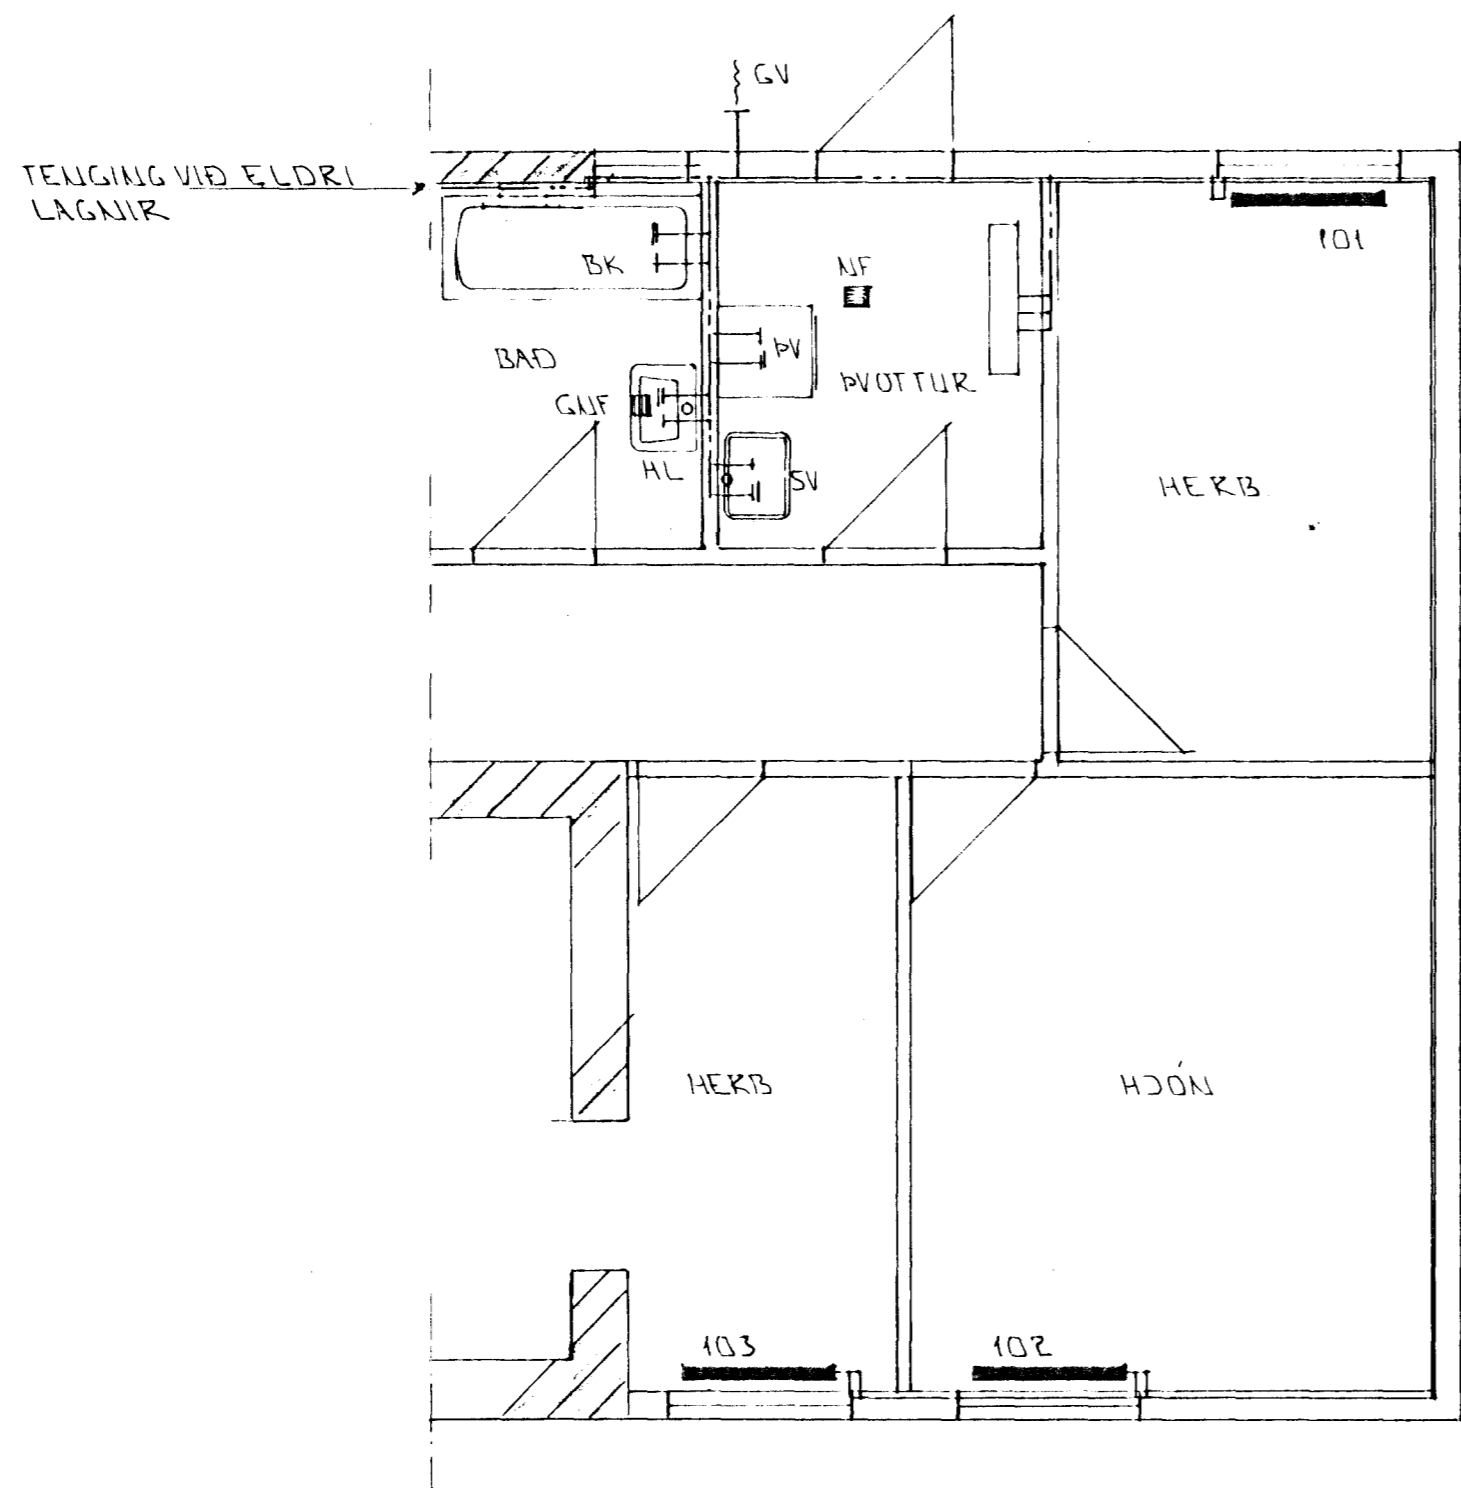 GV
TENGING VIÐ ELDRI
LAGNIR
101
BK
NF
BAÐ
ÞV
ÞVOTTUR
GNF
HL
SV
HERB
HERB
HJÓN
103
102